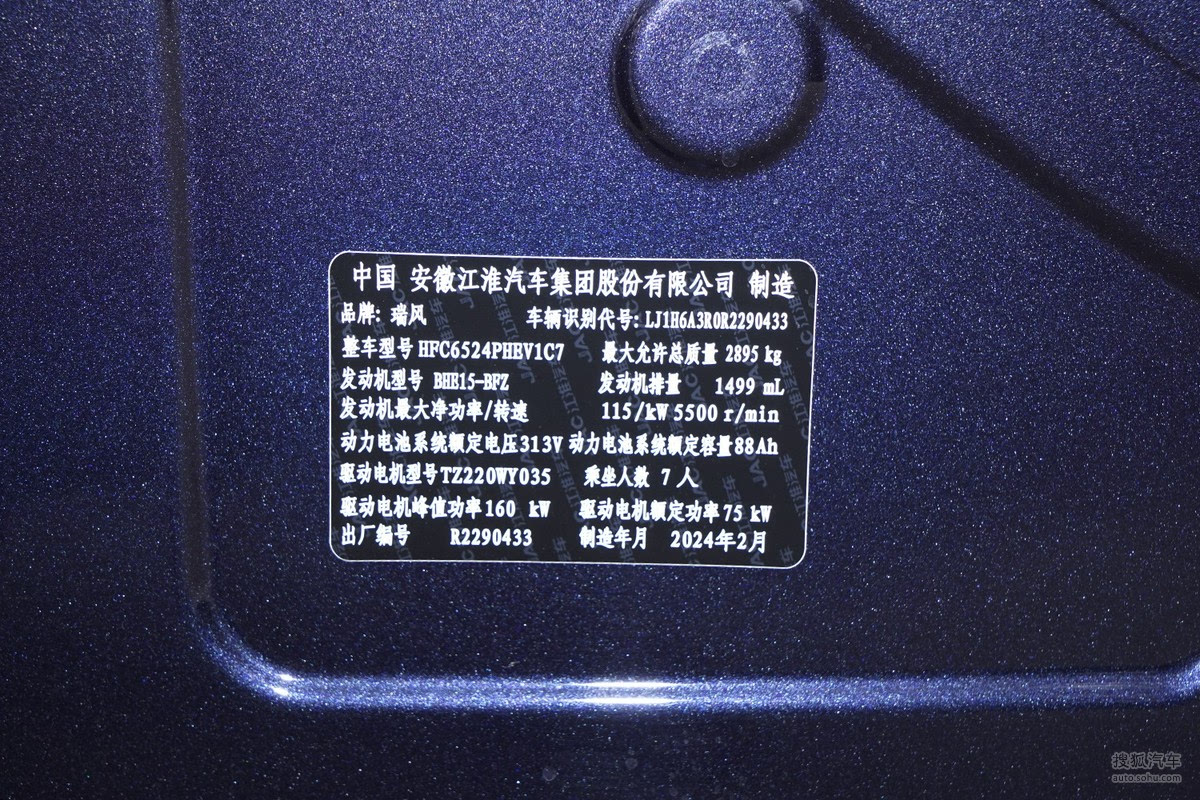 中国 安徽江淮汽车集团股份有限公司 制造
品牌: 瑞风 车辆识别代号: LJ1H6A3R0R2290433
整车型号 HFC6524PHEV1C7 最大允许总质量 2895 kg
发动机型号 BHE15-BFZ 发动机排量 1499 mL
发动机最大净功率/转速 115/kW 5500 r/min
动力电池系统额定电压313V 动力电池系统额定容量88Ah
驱动电机型号TZ220WY035 乘坐人数 7 人
驱动电机峰值功率160 kW 驱动电机额定功率75 kW
出厂编号 R2290433 制造年月 2024年2月
搜狐汽车
auto.sohu.com